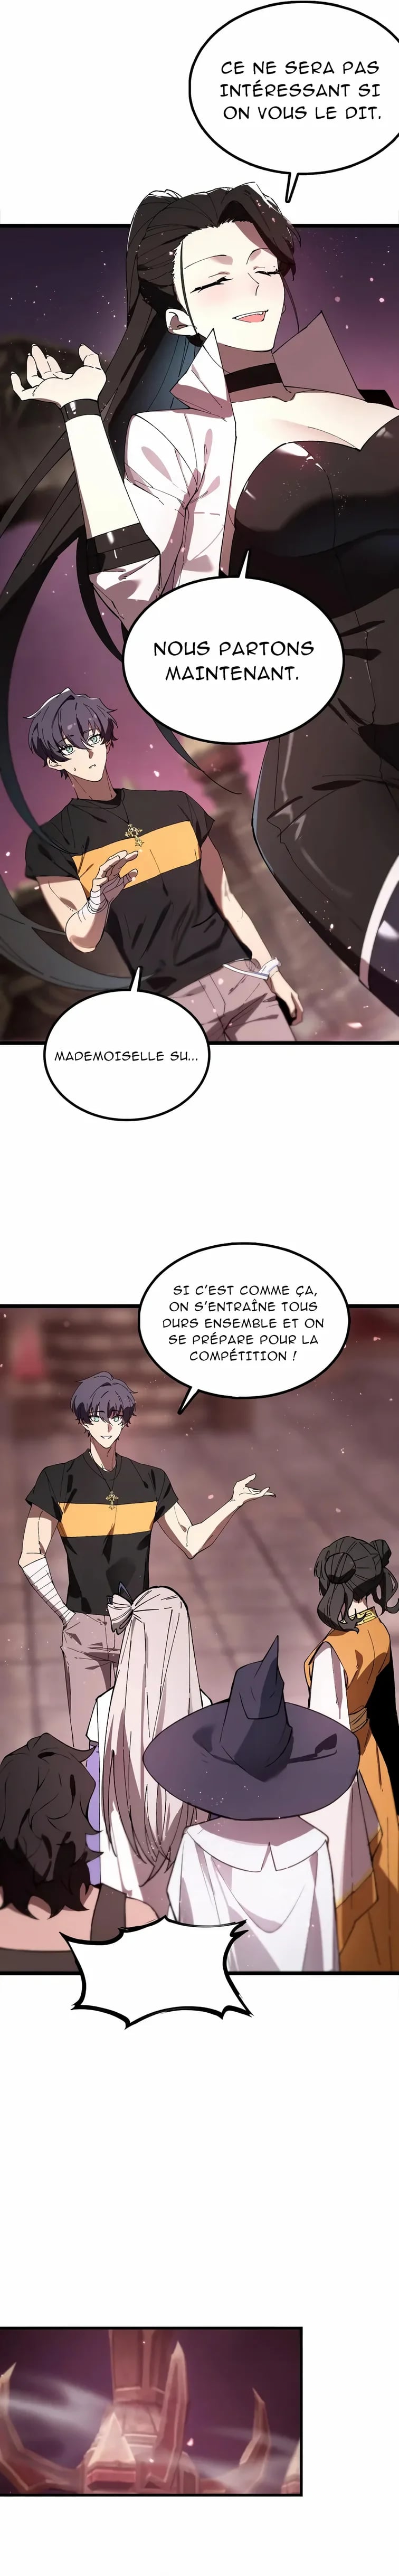 CE NE SERA PAS
INTÉRESSANT SI
ON VOUS LE DIT.
NOUS PARTONS
MAINTENANT.
MADEMOISELLE SU...
SI C'EST COMME ÇA,
ON S'ENTRAÎNE TOUS
DURS ENSEMBLE ET ON
SE PRÉPARE POUR LA
COMPÉTITION !